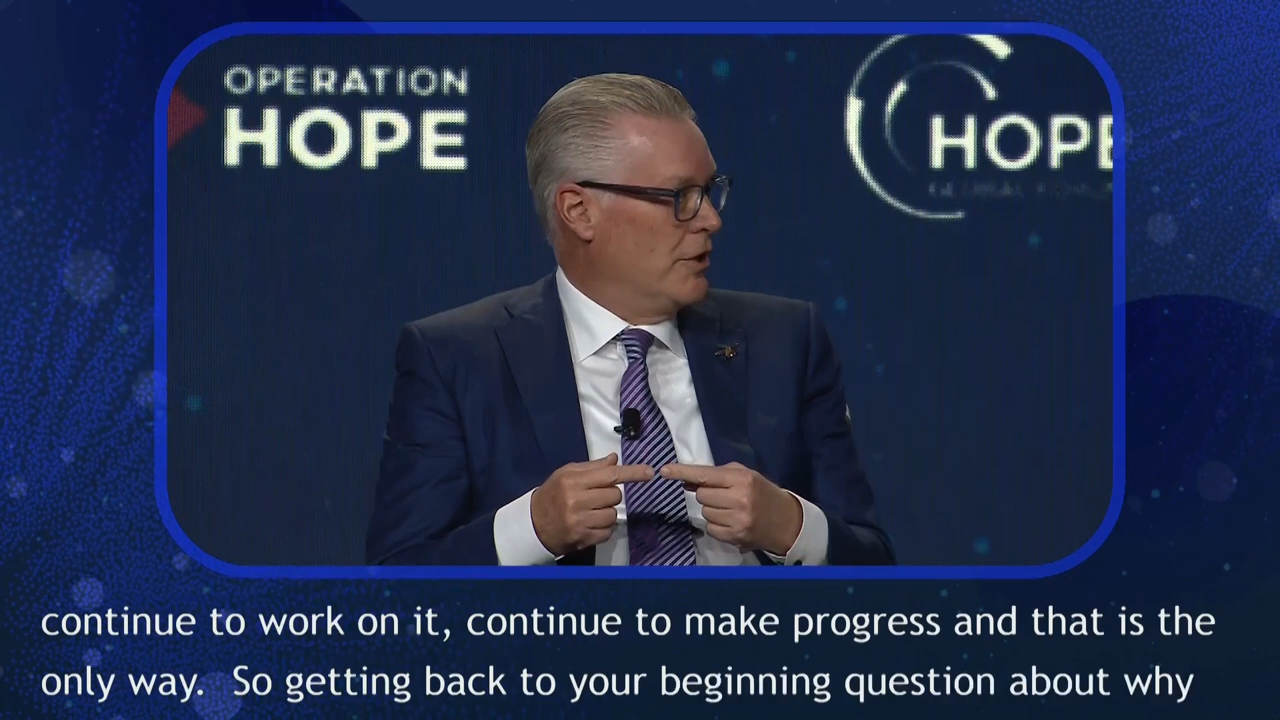 OPERATION
HOPE
HOPE
continue to work on it, continue to make progress and that is the
only way.  So getting back to your beginning question about why